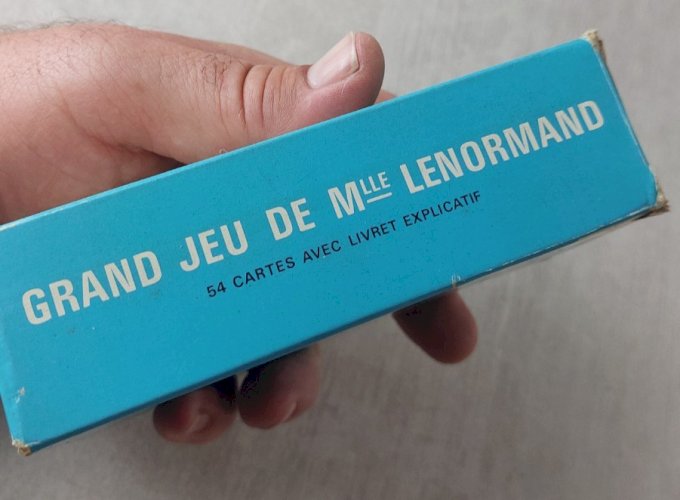 GRAND JEU DE MLLE LENORMAND
54 CARTES AVEC LIVRET EXPLICATIF